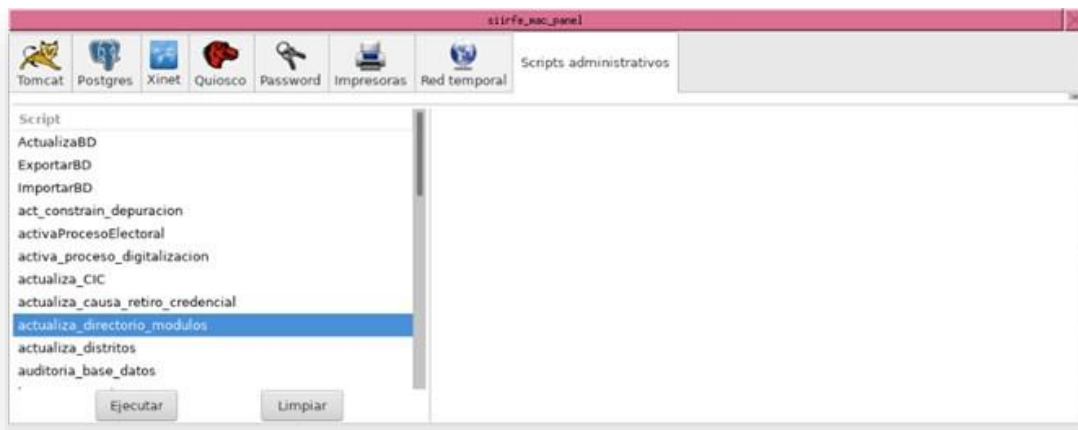 siirfe_mac_panel
Tomcat Postgres Xinet Quiosco Password Impresoras Red temporal Scripts administrativos
Script
ActualizaBD
ExportarBD
ImportarBD
act_constrain_depuracion
activaProcesoElectoral
activa_proceso_digitalizacion
actualiza_CIC
actualiza_causa_retiro_credencial
actualiza_directorio_modulos
actualiza_distritos
auditoria_base_datos
Ejecutar Limpiar